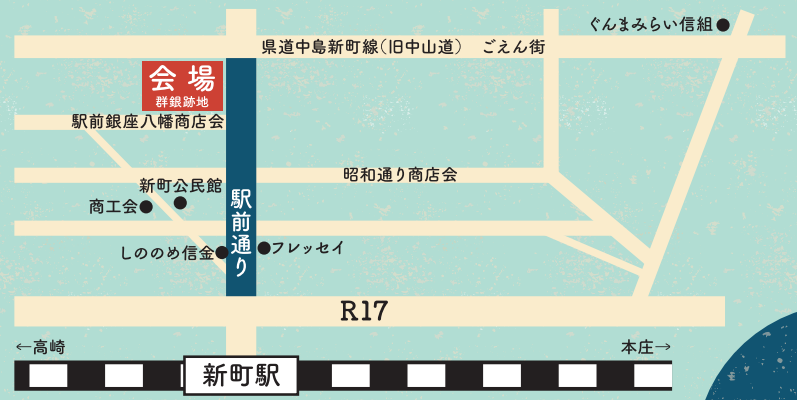 ぐんまみらい信組
県道中島新町線(旧中山道) ごえん街
会場
群銀跡地
駅前銀座八幡商店会
昭和通り商店会
新町公民館
商工会
駅前通り
しののめ信金
フレッセイ
R17
←高崎
本庄→
新町駅